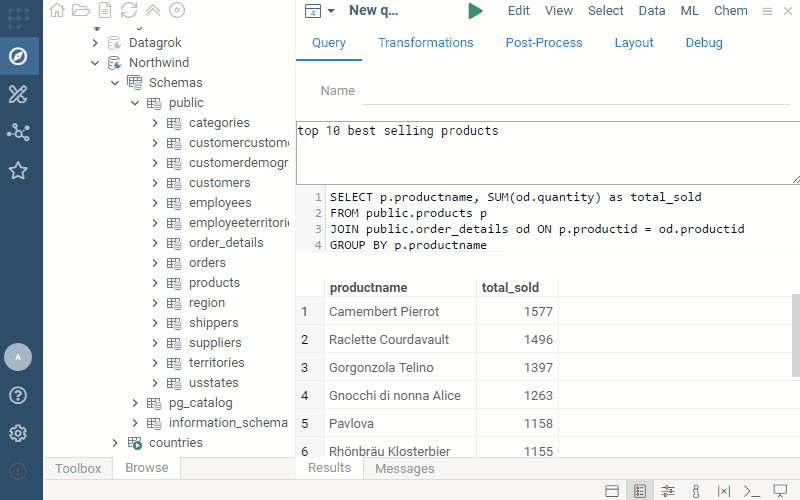 4
New q...
Edit
View
Select
Data
ML
Chem
Datagrok
Northwind
Schemas
public
categories
customercustome
customerdemogr
customers
employees
employeeterritorie
order_details
orders
products
region
shippers
suppliers
territories
usstates
pg_catalog
information_schema
countries
Toolbox
Browse
A
Query
Transformations
Post-Process
Layout
Debug
Name
top 10 best selling products
1 SELECT p.productname, SUM(od.quantity) as total_sold
2 FROM public.products p
3 JOIN public.order_details od ON p.productid = od.productid
4 GROUP BY p.productname
productname total_sold
1 Camembert Pierrot 1577
2 Raclette Courdavault 1496
3 Gorgonzola Telino 1397
4 Gnocchi di nonna Alice 1263
5 Pavlova 1158
6 Rhönbräu Klosterbier 1155
Results
Messages